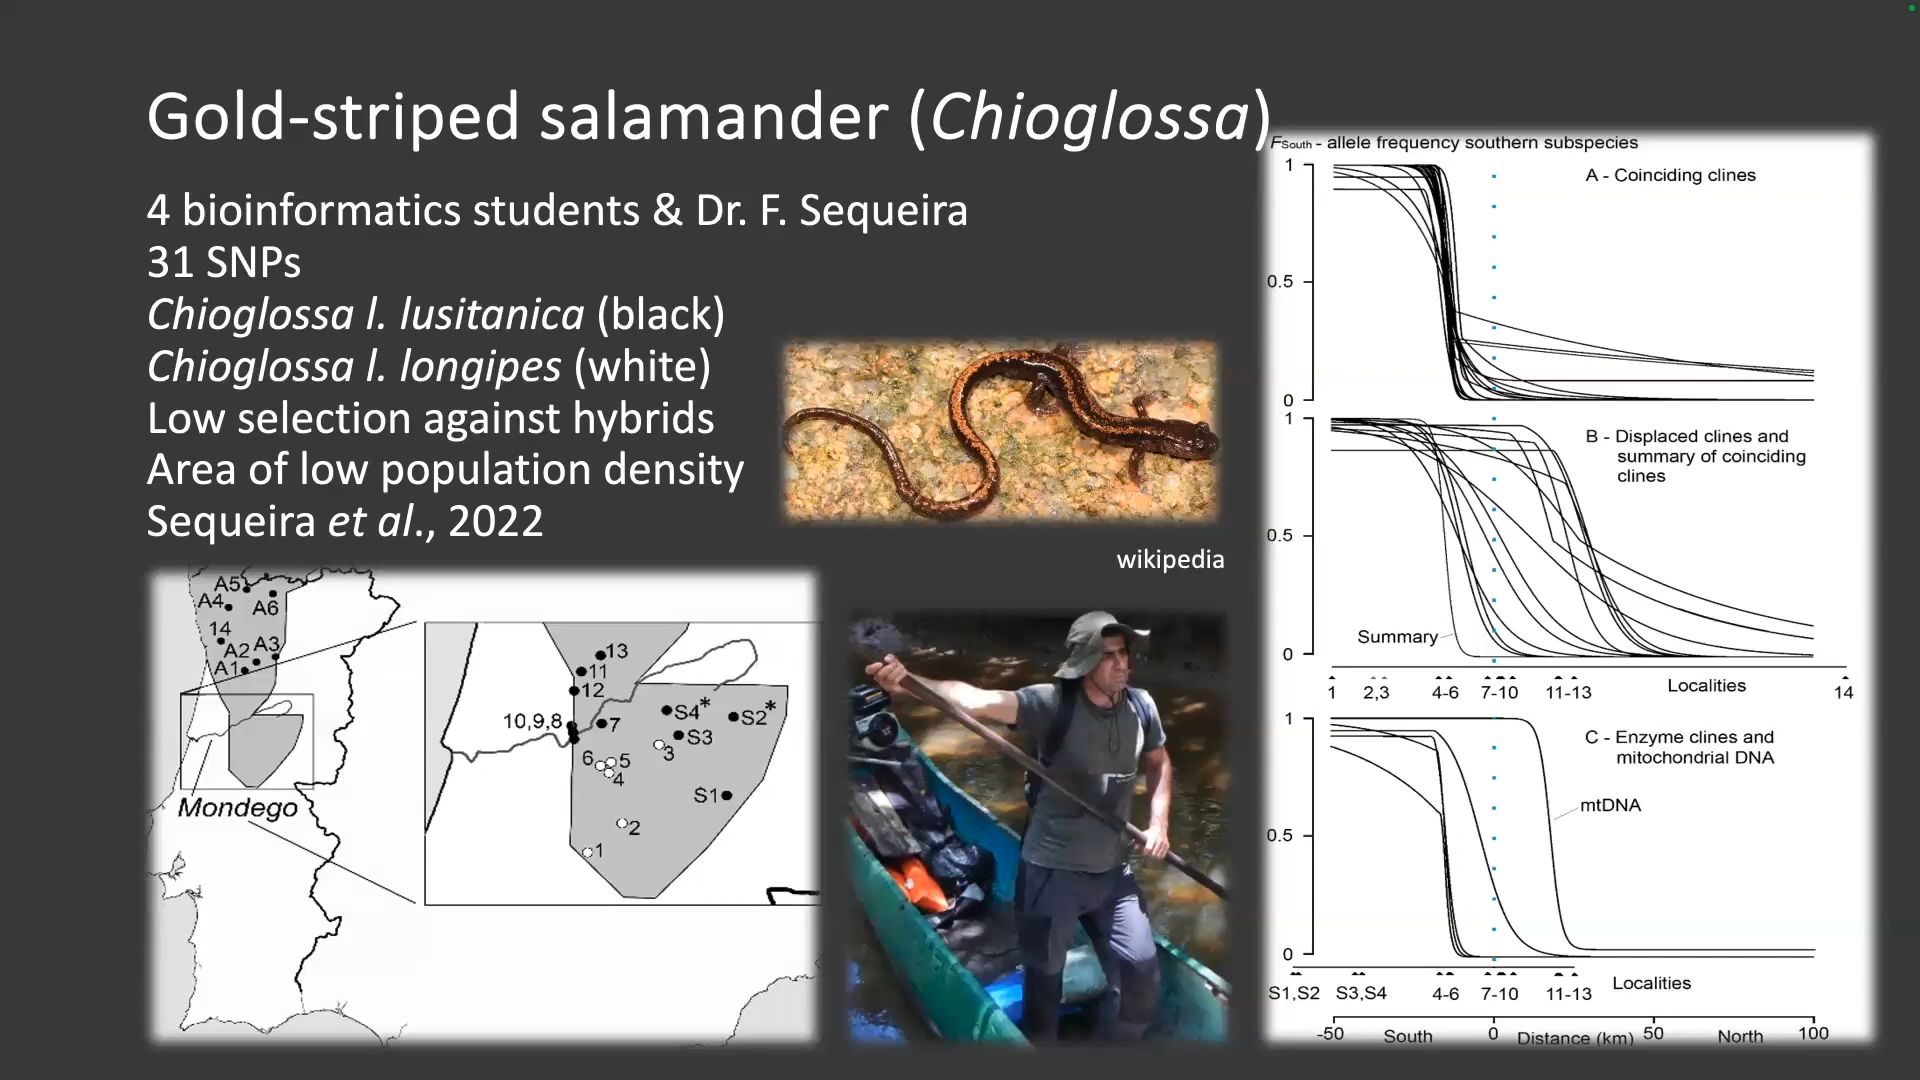 Gold-striped salamander (Chioglossa)
4 bioinformatics students & Dr. F. Sequeira
31 SNPs
Chioglossa l. lusitanica (black)
Chioglossa l. longipes (white)
Low selection against hybrids
Area of low population density
Sequeira et al., 2022
wikipedia
A5
A4
A6
14
A2 A3
A1
Mondego
13
11
12
10,9,8
7
S4*
S2*
S3
3
6 5
4
S1
2
1
FSouth - allele frequency southern subspecies
1
A - Coinciding clines
0.5
0
1
B - Displaced clines and
summary of coinciding
clines
0.5
Summary
0
1 2,3 4-6 7-10 11-13 Localities 14
1
C - Enzyme clines and
mitochondrial DNA
mtDNA
0.5
0
S1,S2 S3,S4 4-6 7-10 11-13 Localities
-50 South 0 Distance (km) 50 North 100